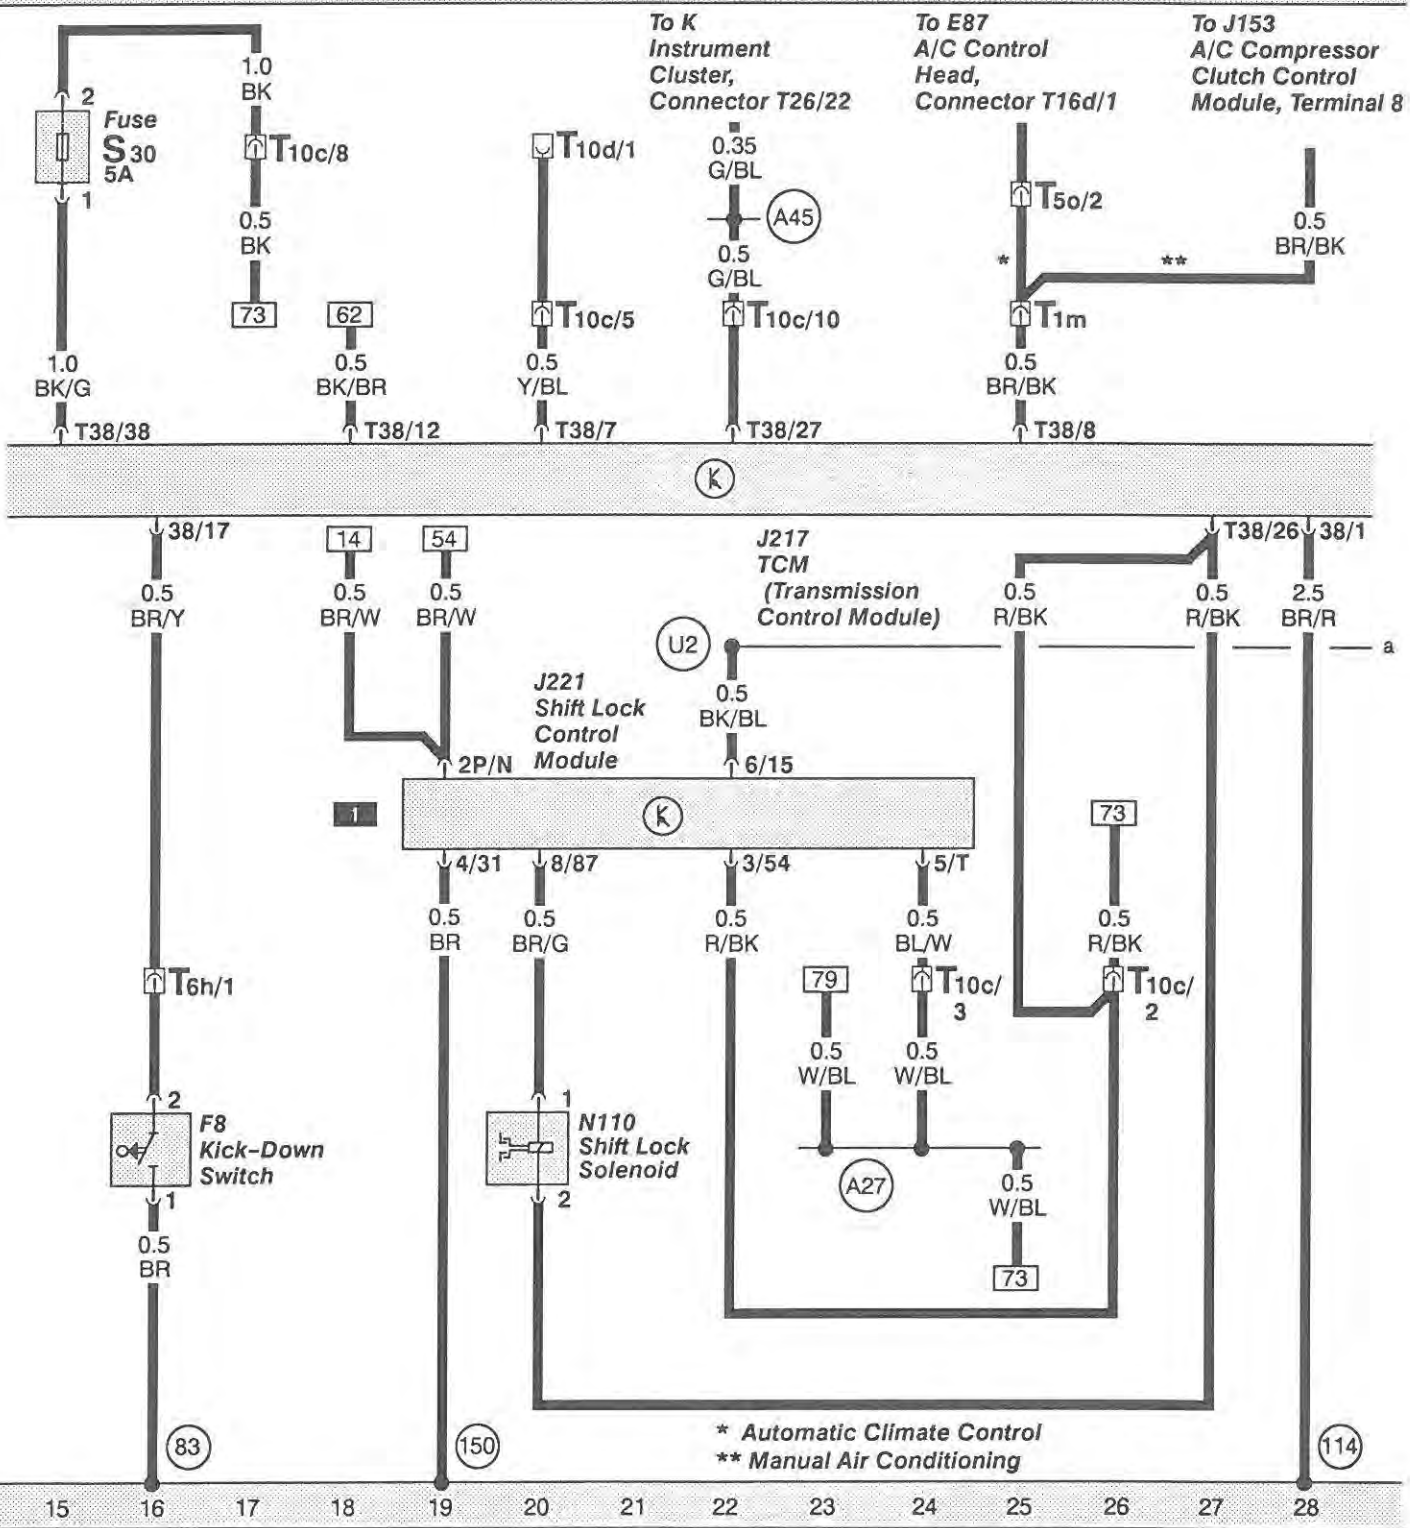 To K
Instrument
Cluster,
Connector T26/22
To E87
A/C Control
Head,
Connector T16d/1
To J153
A/C Compressor
Clutch Control
Module, Terminal 8
1.0
BK
2
Fuse
S30
5A
1
T10c/8
T10d/1
0.35
G/BL
A45
T5o/2
0.5
BK
0.5
G/BL
0.5
BR/BK
*
**
73
62
T10c/5
T10c/10
T1m
1.0
BK/G
0.5
BK/BR
0.5
Y/BL
0.5
BR/BK
T38/38
T38/12
T38/7
T38/27
T38/8
K
38/17
14
54
J217
TCM
(Transmission
Control Module)
T38/26
38/1
0.5
BR/Y
0.5
BR/W
0.5
BR/W
0.5
R/BK
0.5
R/BK
2.5
BR/R
U2
a
J221
Shift Lock
Control
Module
0.5
BK/BL
2P/N
6/15
1
K
73
4/31
8/87
3/54
5/T
0.5
BR
0.5
BR/G
0.5
R/BK
0.5
BL/W
0.5
R/BK
T6h/1
79
T10c/
3
T10c/
2
0.5
W/BL
0.5
W/BL
2
F8
Kick-Down
Switch
1
1
N110
Shift Lock
Solenoid
2
A27
0.5
W/BL
0.5
BR
73
* Automatic Climate Control
** Manual Air Conditioning
83
150
114
15 16 17 18 19 20 21 22 23 24 25 26 27 28